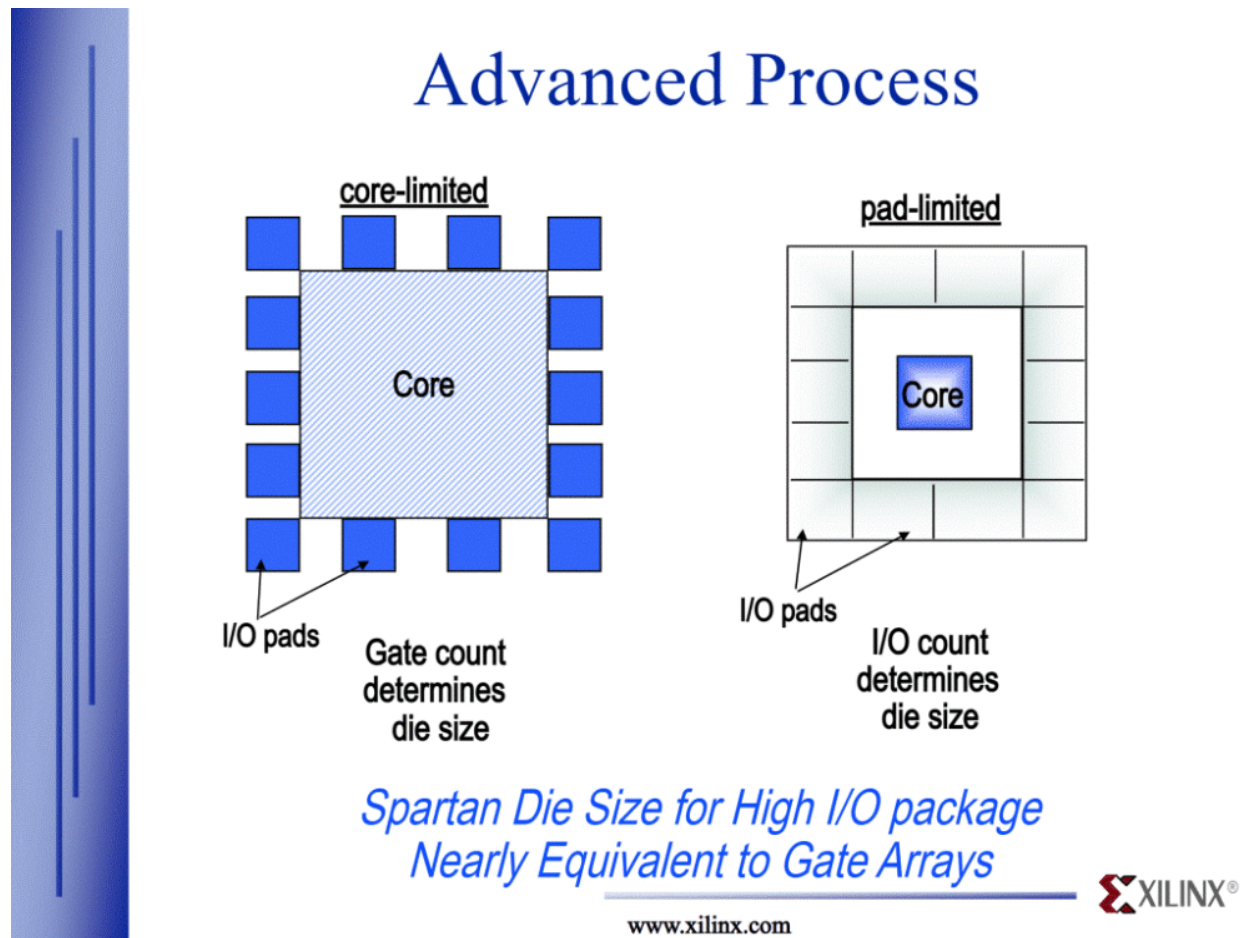 Advanced Process
core-limited
Core
I/O pads
Gate count
determines
die size
pad-limited
Core
I/O pads
I/O count
determines
die size
Spartan Die Size for High I/O package
Nearly Equivalent to Gate Arrays
XILINX®
www.xilinx.com